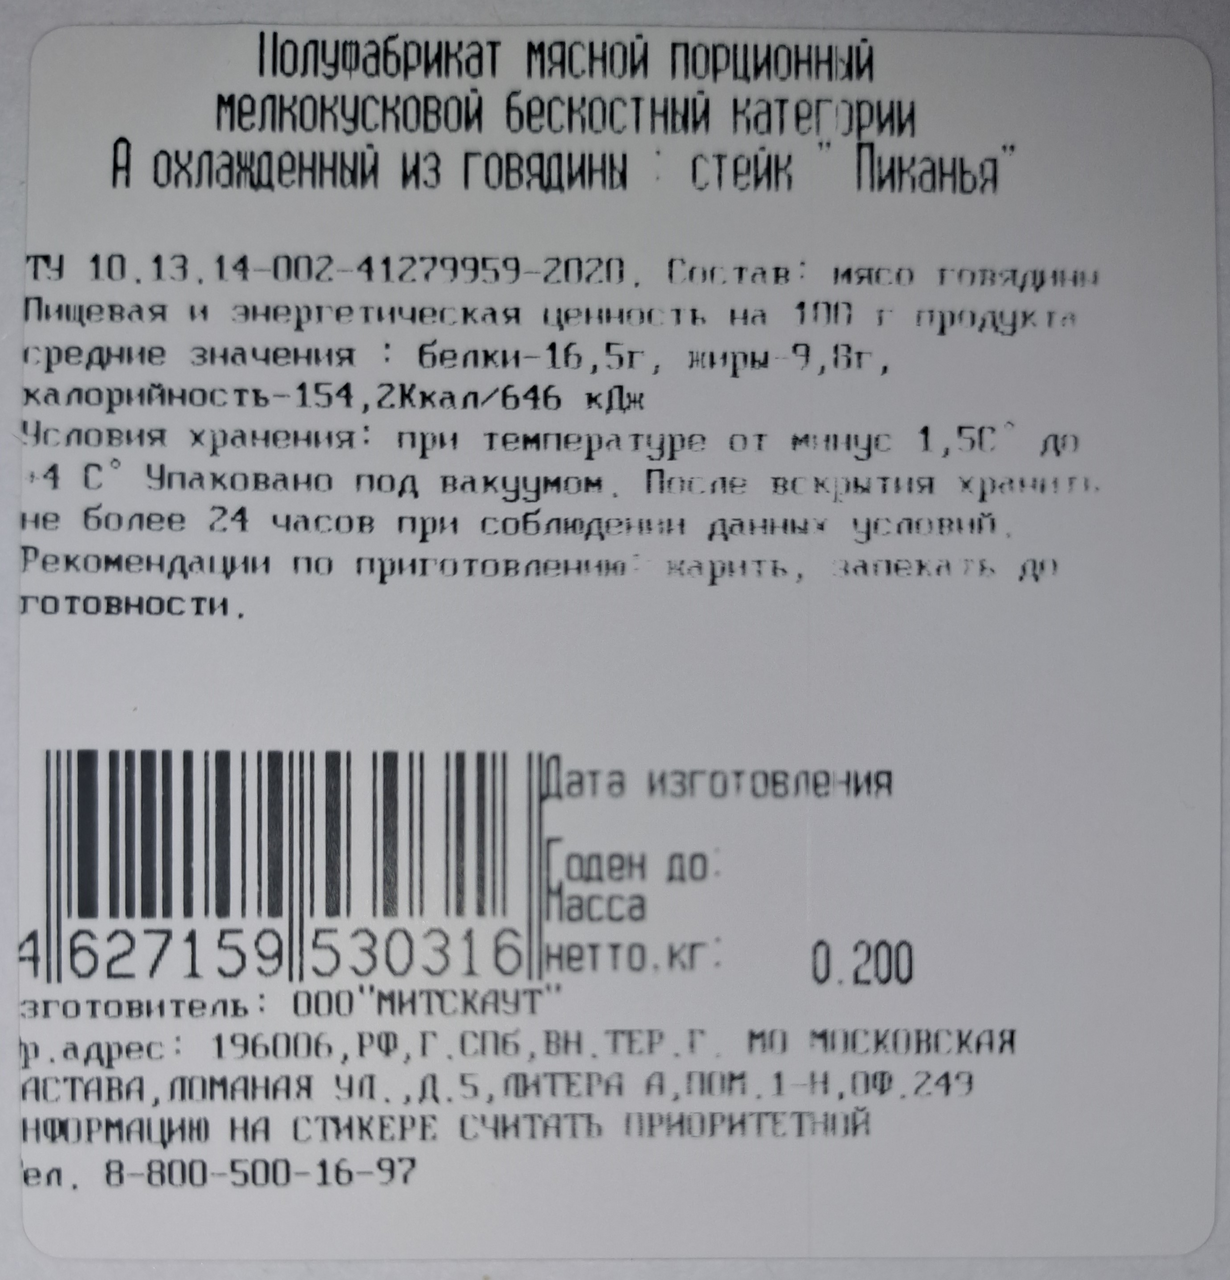 Полуфабрикат мясной порционный
мелкокусковой бескостный категории
А охлажденный из говядины : стейк " Пиканья"
ТУ 10.13.14-002-41279959-2020. Состав: мясо говядины
Пищевая и энергетическая ценность на 100 г продукта
средние значения : белки-16,5г, жиры-9,8г,
калорийность-154,2Ккал/646 кДж
Условия хранения: при температуре от минус 1,5С° до
+4 С° Упаковано под вакуумом. После вскрытия хранить
не более 24 часов при соблюдении данных условий.
Рекомендации по приготовлению: жарить, запекать до
готовности.
Дата изготовления
Годен до:
Масса
нетто.кг: 0.200
4 627159 530316
зготовитель: ООО"МИТСКАУТ"
р.адрес: 196006,РФ,Г.СПб,ВН.ТЕР.Г. МО МОСКОВСКАЯ
АСТАВА,ЛОМАНАЯ УЛ.,Д.5,ЛИТЕРА А,ПОМ.1-Н,ОФ.249
НФОРМАЦИЮ НА СТИКЕРЕ СЧИТАТЬ ПРИОРИТЕТНОЙ
ел. 8-800-500-16-97